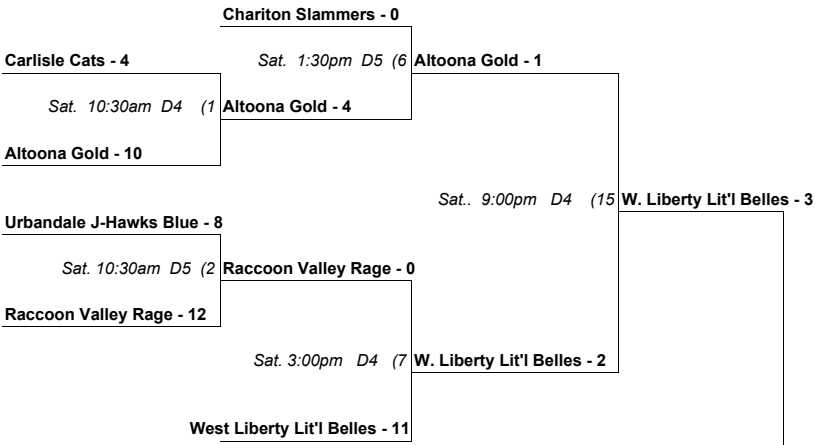 Chariton Slammers - 0
Carlisle Cats - 4
Sat.  1:30pm  D5  (6
Altoona Gold - 1
Sat.  10:30am  D4   (1
Altoona Gold - 4
Altoona Gold - 10
Sat..  9:00pm   D4   (15
W. Liberty Lit'l Belles - 3
Urbandale J-Hawks Blue - 8
Sat. 10:30am  D5  (2
Raccoon Valley Rage - 0
Raccoon Valley Rage - 12
Sat. 3:00pm   D4   (7
W. Liberty Lit'l Belles - 2
West Liberty Lit'l Belles - 11